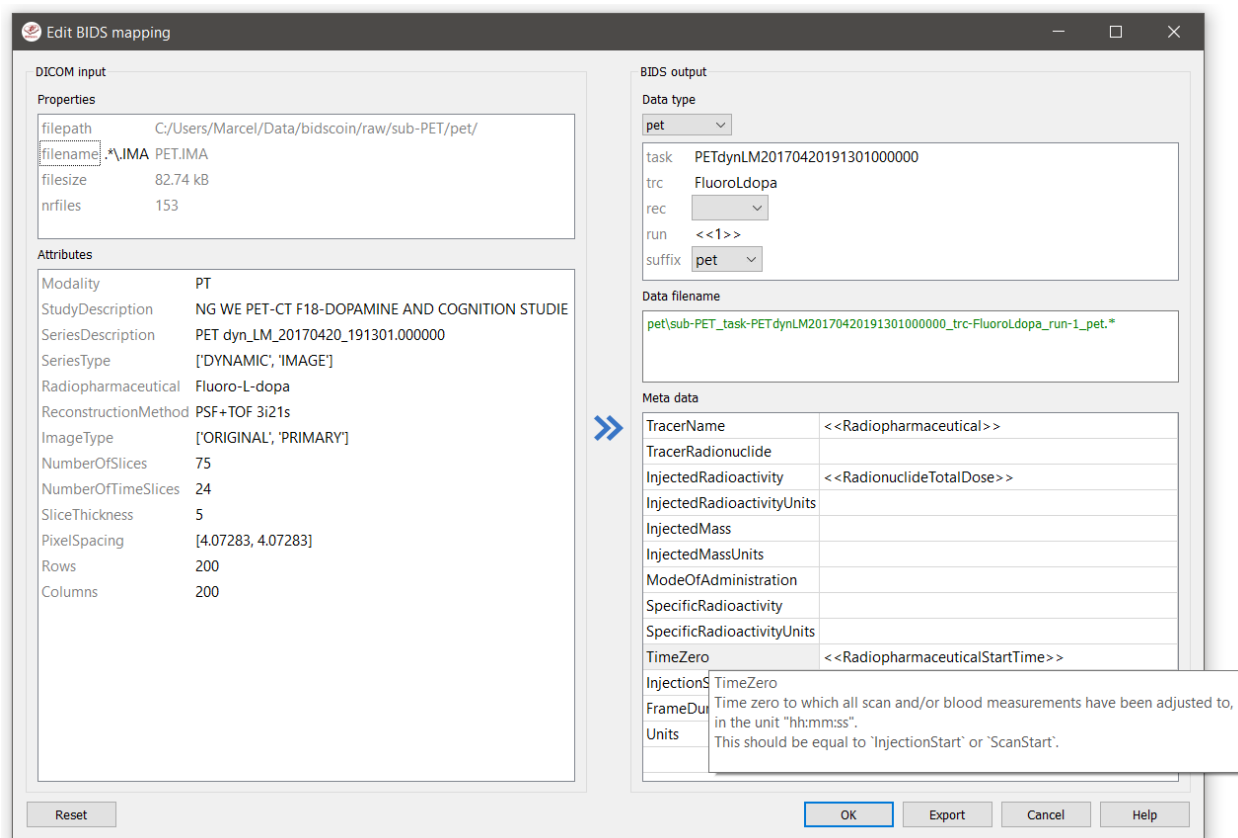 Edit BIDS mapping
DICOM input
Properties
filepath C:/Users/Marcel/Data/bidscoin/raw/sub-PET/pet/
filename .*\.IMA PET.IMA
filesize 82.74 kB
nrfiles 153
Attributes
Modality PT
StudyDescription NG WE PET-CT F18-DOPAMINE AND COGNITION STUDIE
SeriesDescription PET dyn_LM_20170420_191301.000000
SeriesType ['DYNAMIC', 'IMAGE']
Radiopharmaceutical Fluoro-L-dopa
ReconstructionMethod PSF+TOF 3i21s
ImageType ['ORIGINAL', 'PRIMARY']
NumberOfSlices 75
NumberOfTimeSlices 24
SliceThickness 5
PixelSpacing [4.07283, 4.07283]
Rows 200
Columns 200
Reset
BIDS output
Data type
pet
task PETdynLM20170420191301000000
trc FluoroLdopa
rec
run <<1>>
suffix pet
Data filename
pet\sub-PET_task-PETdynLM20170420191301000000_trc-FluoroLdopa_run-1_pet.*
Meta data
TracerName <<Radiopharmaceutical>>
TracerRadionuclide
InjectedRadioactivity <<RadionuclideTotalDose>>
InjectedRadioactivityUnits
InjectedMass
InjectedMassUnits
ModeOfAdministration
SpecificRadioactivity
SpecificRadioactivityUnits
TimeZero <<RadiopharmaceuticalStartTime>>
InjectionS
FrameDur
Units
TimeZero
Time zero to which all scan and/or blood measurements have been adjusted to,
in the unit "hh:mm:ss".
This should be equal to `InjectionStart` or `ScanStart`.
OK Export Cancel Help